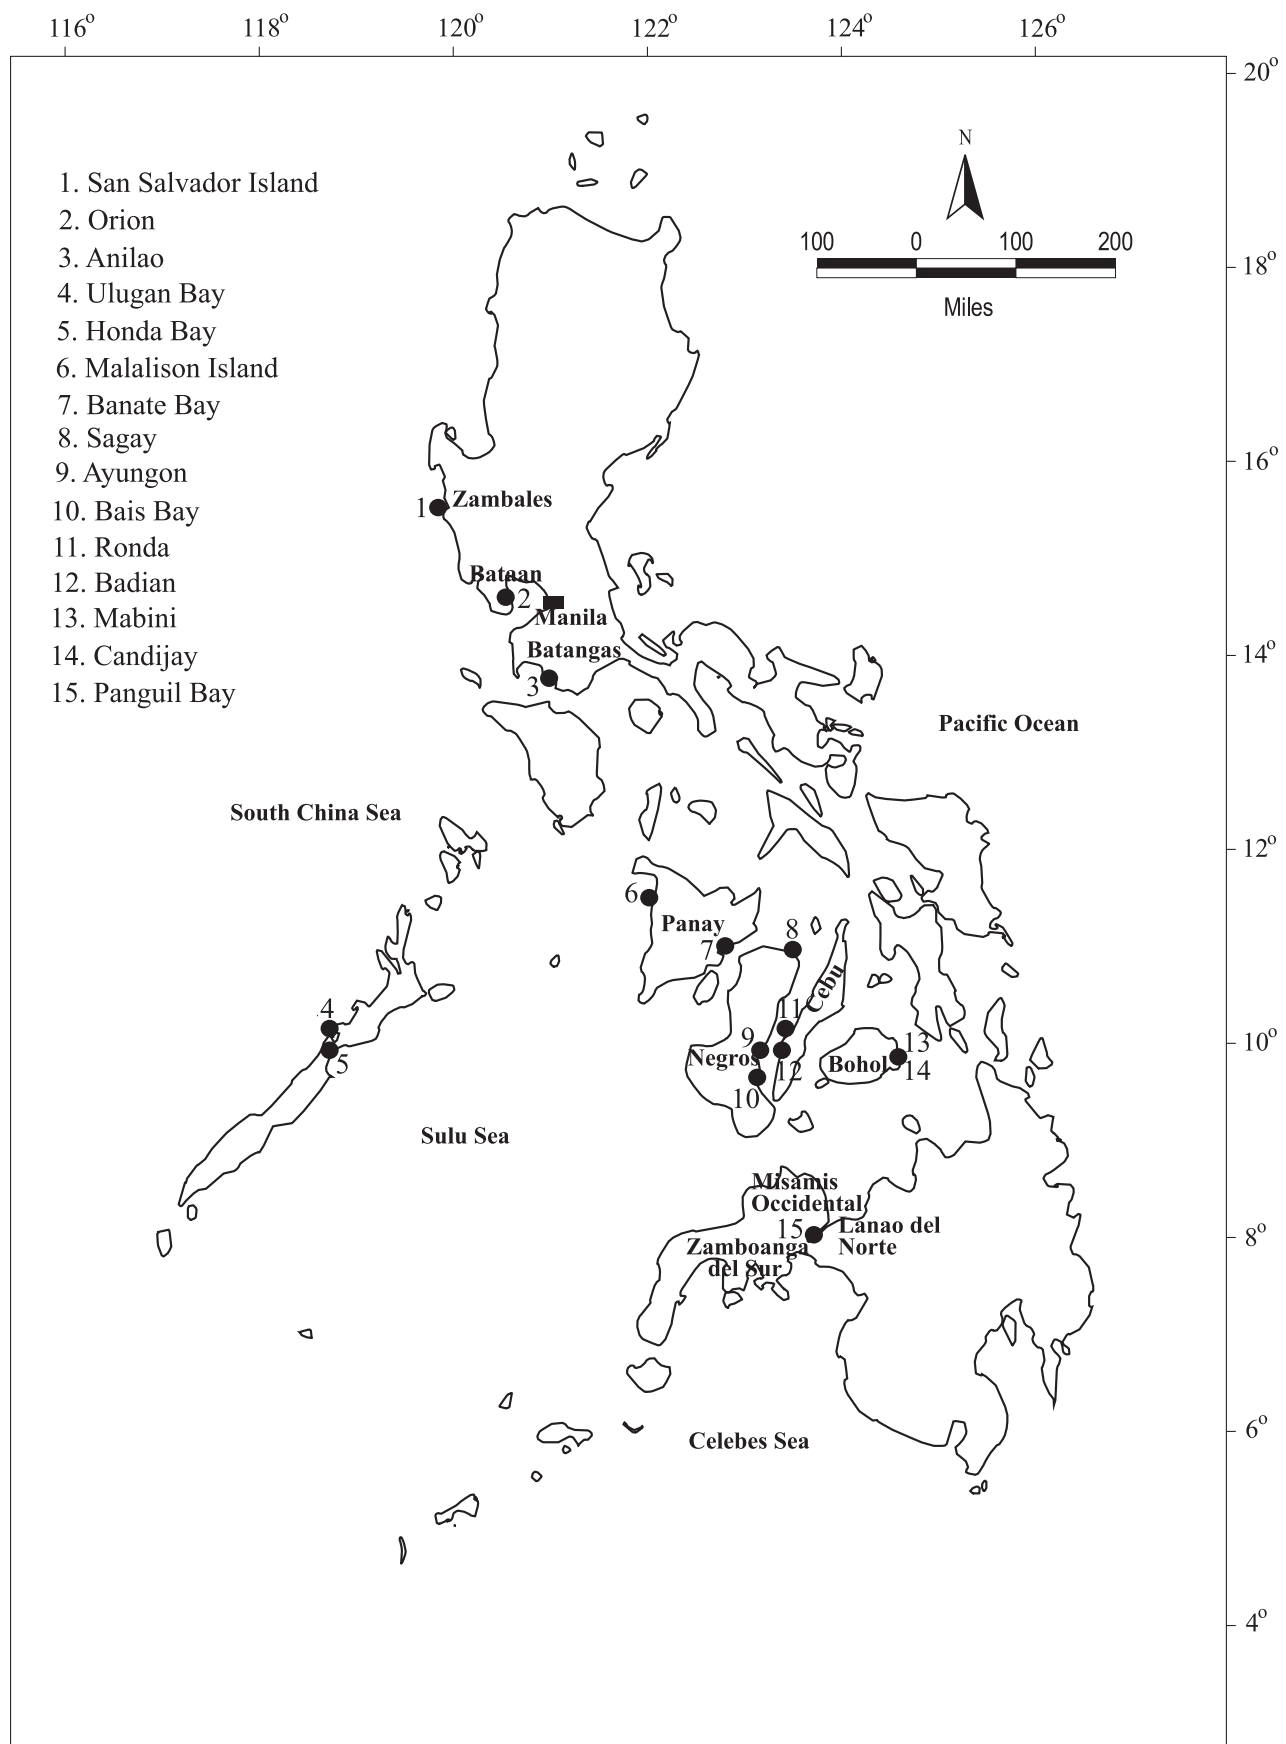 116° 118° 120° 122° 124° 126°
20°
N
1. San Salvador Island
2. Orion
3. Anilao
4. Ulugan Bay
5. Honda Bay
6. Malalison Island
7. Banate Bay
8. Sagay
9. Ayungon
10. Bais Bay
11. Ronda
12. Badian
13. Mabini
14. Candijay
15. Panguil Bay
100 0 100 200
Miles
18°
16°
1 Zambales
Bataan
2
Manila
Batangas
3
14°
Pacific Ocean
South China Sea
12°
6
Panay
7
8
Cebu
4
5
11
9
Negros
12
10
13
Bohol
14
10°
Sulu Sea
Misamis
Occidental
15
Lanao del
Norte
Zamboanga
del Sur
8°
6°
Celebes Sea
4°